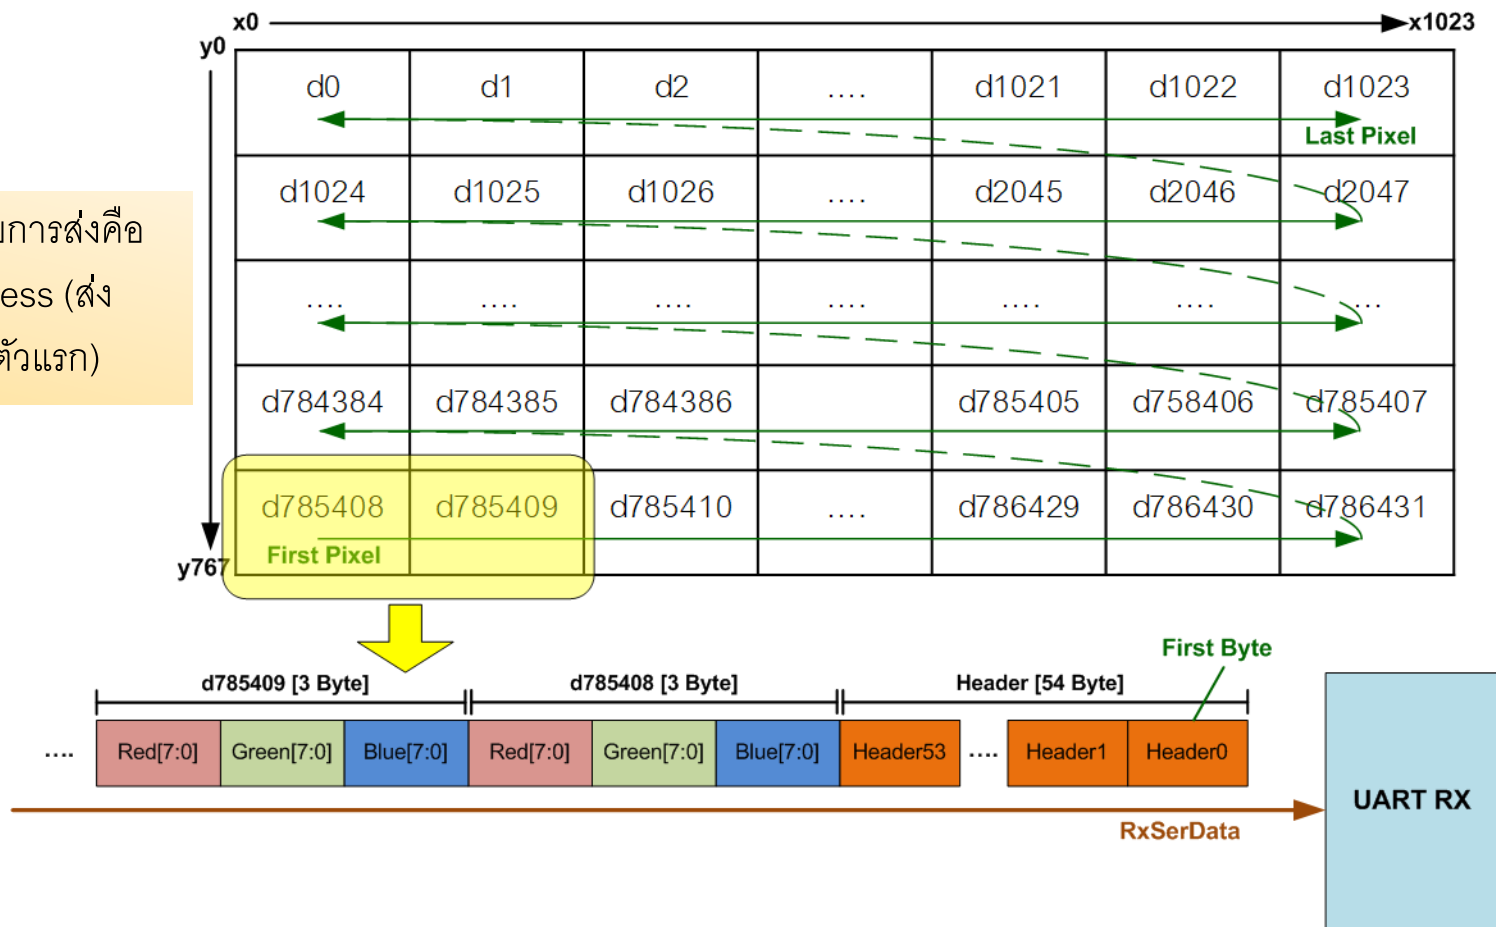 x0 x1023
y0
d0 d1 d2 .... d1021 d1022 d1023
Last Pixel
d1024 d1025 d1026 .... d2045 d2046 d2047
การส่งคือ
ess (ส่ง
ตัวแรก)
.... .... .... .... .... .... ...
d784384 d784385 d784386 d785405 d758406 d785407
d785408 d785409 d785410 .... d786429 d786430 d786431
First Pixel
y767
First Byte
d785409 [3 Byte] d785408 [3 Byte] Header [54 Byte]
.... Red[7:0] Green[7:0] Blue[7:0] Red[7:0] Green[7:0] Blue[7:0] Header53 .... Header1 Header0
UART RX
RxSerData